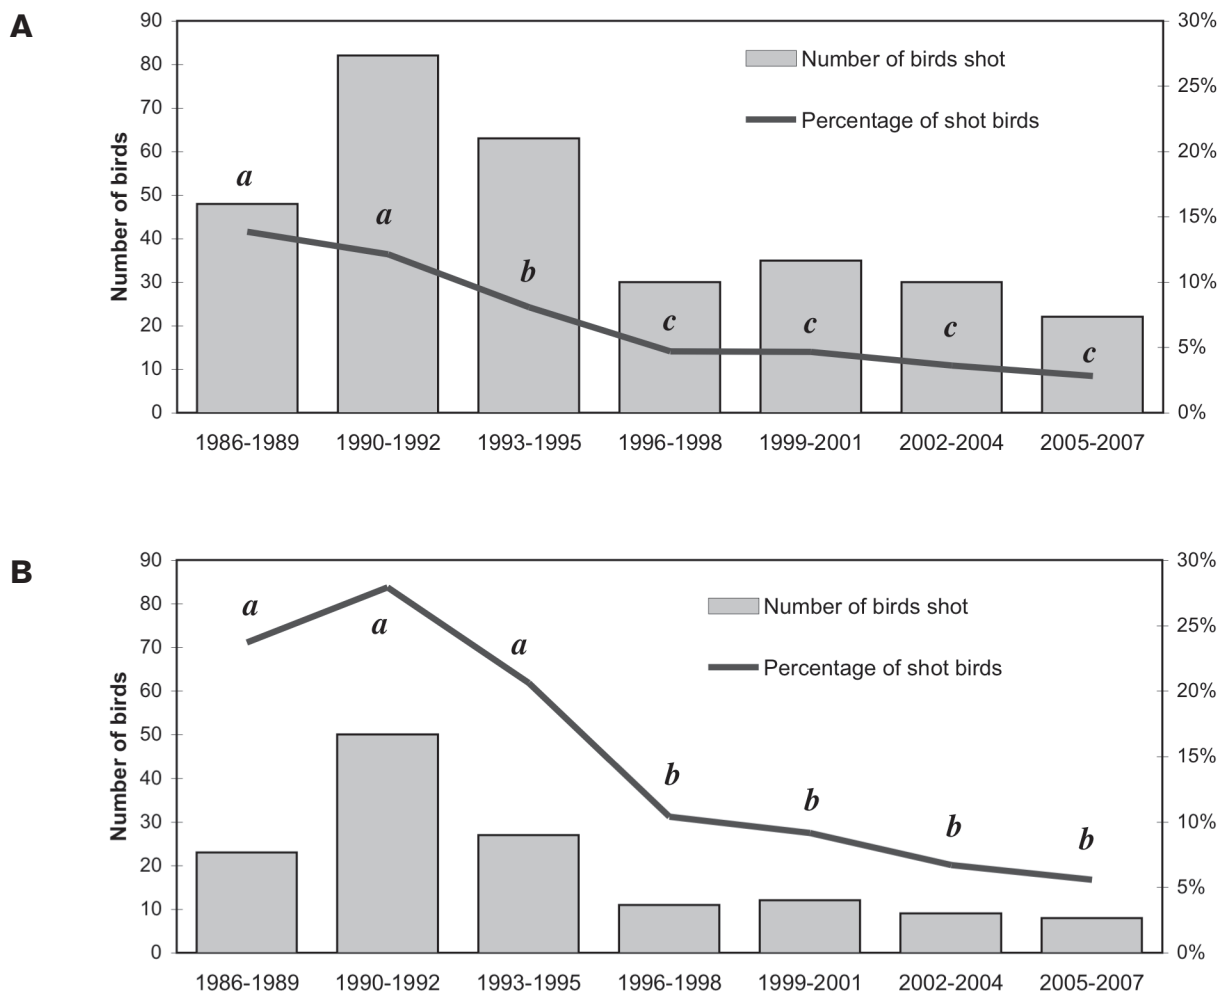 A
90
80
70
60
50
40
30
20
10
0
Number of birds
30%
25%
20%
15%
10%
5%
0%
Number of birds shot
Percentage of shot birds
a
a
b
c
c
c
c
1986-1989 1990-1992 1993-1995 1996-1998 1999-2001 2002-2004 2005-2007
B
90
80
70
60
50
40
30
20
10
0
Number of birds
30%
25%
20%
15%
10%
5%
0%
Number of birds shot
Percentage of shot birds
a
a
a
b
b
b
b
1986-1989 1990-1992 1993-1995 1996-1998 1999-2001 2002-2004 2005-2007